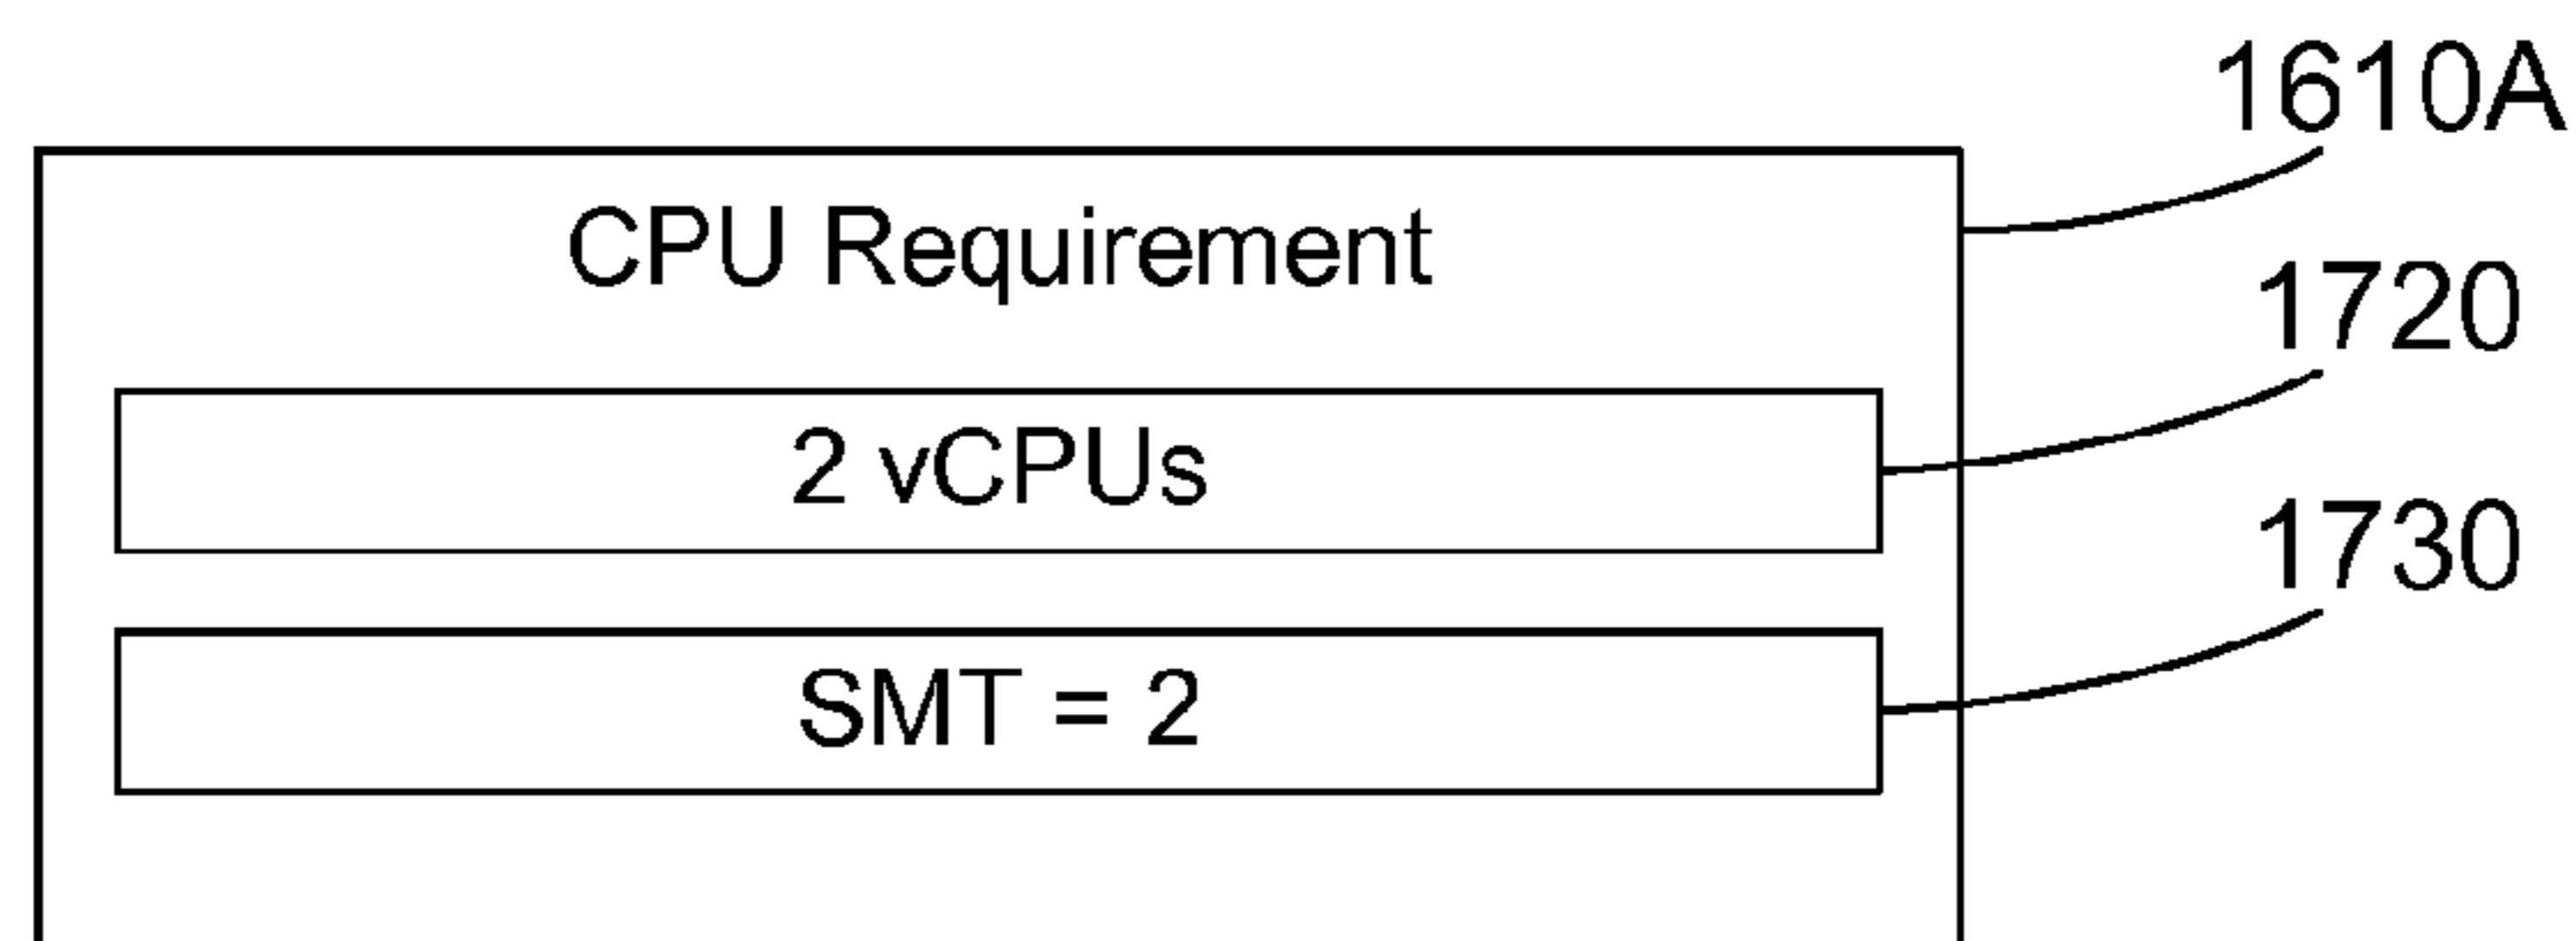 1610A
CPU Requirement
1720
2 vCPUs
1730
SMT = 2